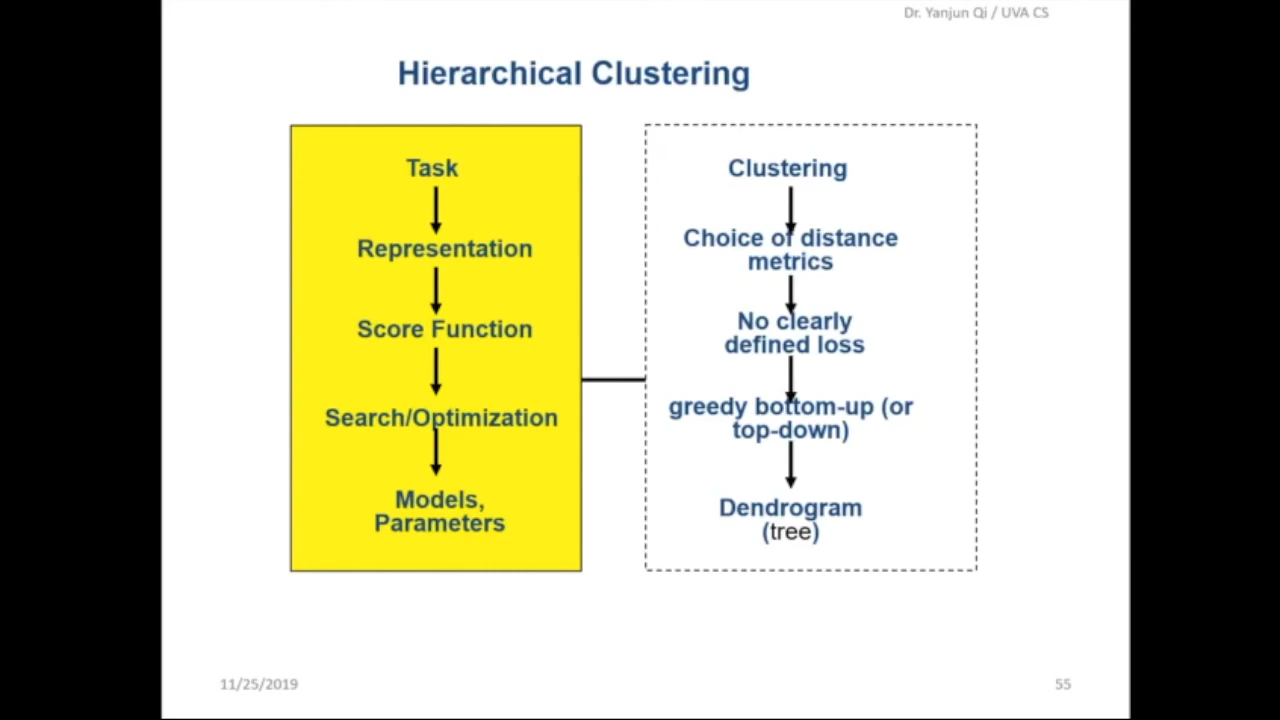 Dr. Yanjun Qi / UVA CS
Hierarchical Clustering
Task
Representation
Score Function
Search/Optimization
Models,
Parameters
Clustering
Choice of distance
metrics
No clearly
defined loss
greedy bottom-up (or
top-down)
Dendrogram
(tree)
11/25/2019
55